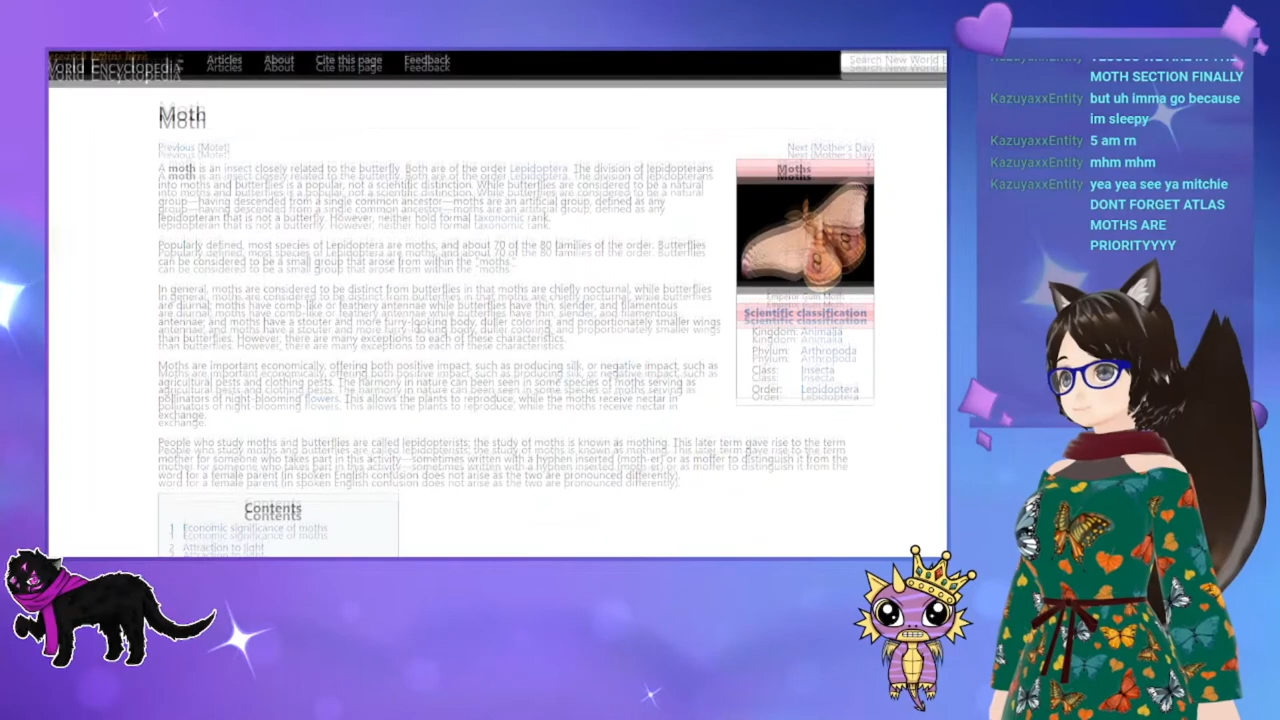 WORLD ENCYCLOPEDIA
Articles About Cite this page Feedback
Search New World
Moth
Previous (Motet)
Next (Mother's Day)
A moth is an insect closely related to the butterfly. Both are of the order Lepidoptera. The division of lepidopterans
into moths and butterflies is a popular, not a scientific distinction. While butterflies are considered to be a natural
group—having descended from a single common ancestor—moths are an artificial group, defined as any
lepidopteran that is not a butterfly. However, neither hold formal taxonomic rank.
Popularly defined, most species of Lepidoptera are moths, and about 70 of the 80 families of the order. Butterflies
can be considered to be a small group that arose from within the "moths."
In general, moths are considered to be distinct from butterflies in that moths are chiefly nocturnal, while butterflies
are diurnal; moths have comb-like or feathery antennae while butterflies have thin, slender, and filamentous
antennae; and moths have a stouter and more furry-looking body, duller coloring, and proportionately smaller wings
than butterflies. However, there are many exceptions to each of these characteristics.
Moths are important economically, offering both positive impact, such as producing silk, or negative impact, such as
agricultural pests and clothing pests. The harmony in nature can been seen in some species of moths serving as
pollinators of night-blooming flowers. This allows the plants to reproduce, while the moths receive nectar in
exchange.
People who study moths and butterflies are called lepidopterists; the study of moths is known as mothing. This later term gave rise to the term
mother for someone who takes part in this activity—sometimes written with a hyphen inserted (moth-er) or as moffer to distinguish it from the
word for a female parent (in spoken English confusion does not arise as the two are pronounced differently).
Contents
1 Economic significance of moths
2 Attraction to light
Moths
Emperor Gum Moth
Scientific classification
Kingdom: Animalia
Phylum: Arthropoda
Class: Insecta
Order: Lepidoptera
KazuyaxxEntity
MOTH SECTION FINALLY
KazuyaxxEntity but uh imma go because
im sleepy
KazuyaxxEntity 5 am rn
KazuyaxxEntity mhm mhm
KazuyaxxEntity yea yea see ya mitchie
DONT FORGET ATLAS
MOTHS ARE
PRIORITYYYY